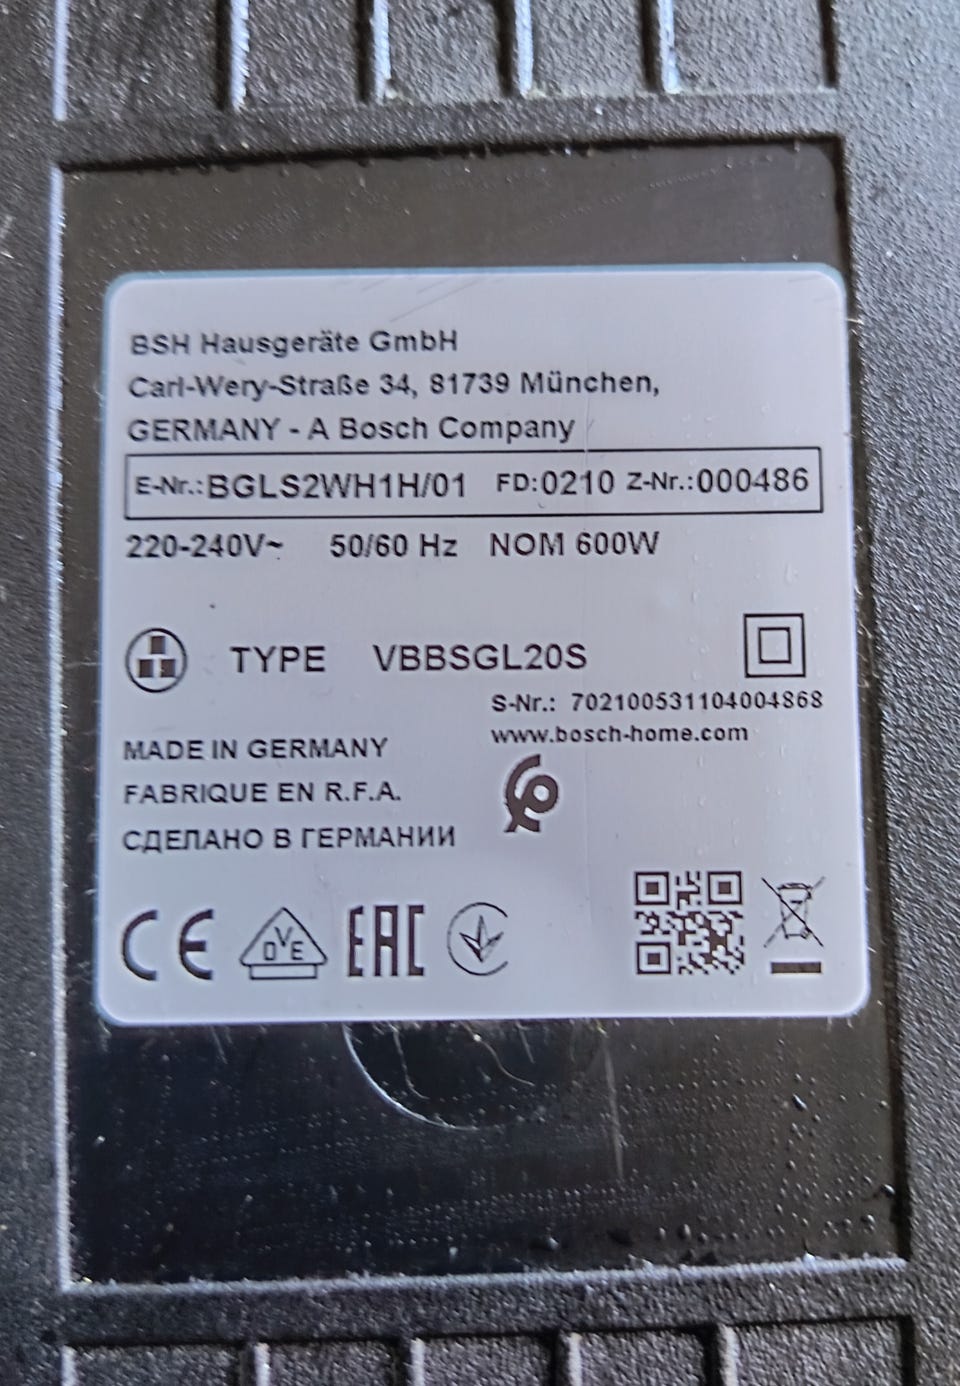 BSH Hausgeräte GmbH
Carl-Wery-Straße 34, 81739 München,
GERMANY - A Bosch Company
E-Nr.:BGLS2WH1H/01 FD:0210 Z-Nr.:000486
220-240V~ 50/60 Hz NOM 600W
TYPE VBBSGL20S
S-Nr.: 702100531104004868
www.bosch-home.com
MADE IN GERMANY
FABRIQUE EN R.F.A.
СДЕЛАНО В ГЕРМАНИИ
CE DVE EAC